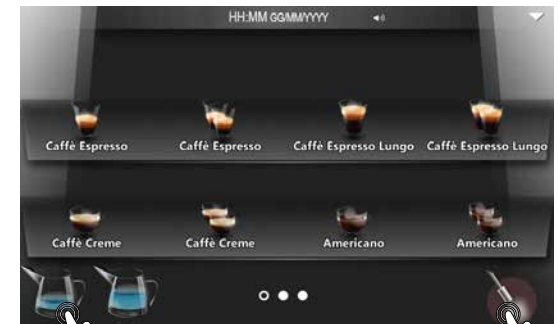 HH:MM GG/MM/YYYY
Caffè Espresso Caffè Espresso Caffè Espresso Lungo Caffè Espresso Lungo
Caffè Creme Caffè Creme Americano Americano